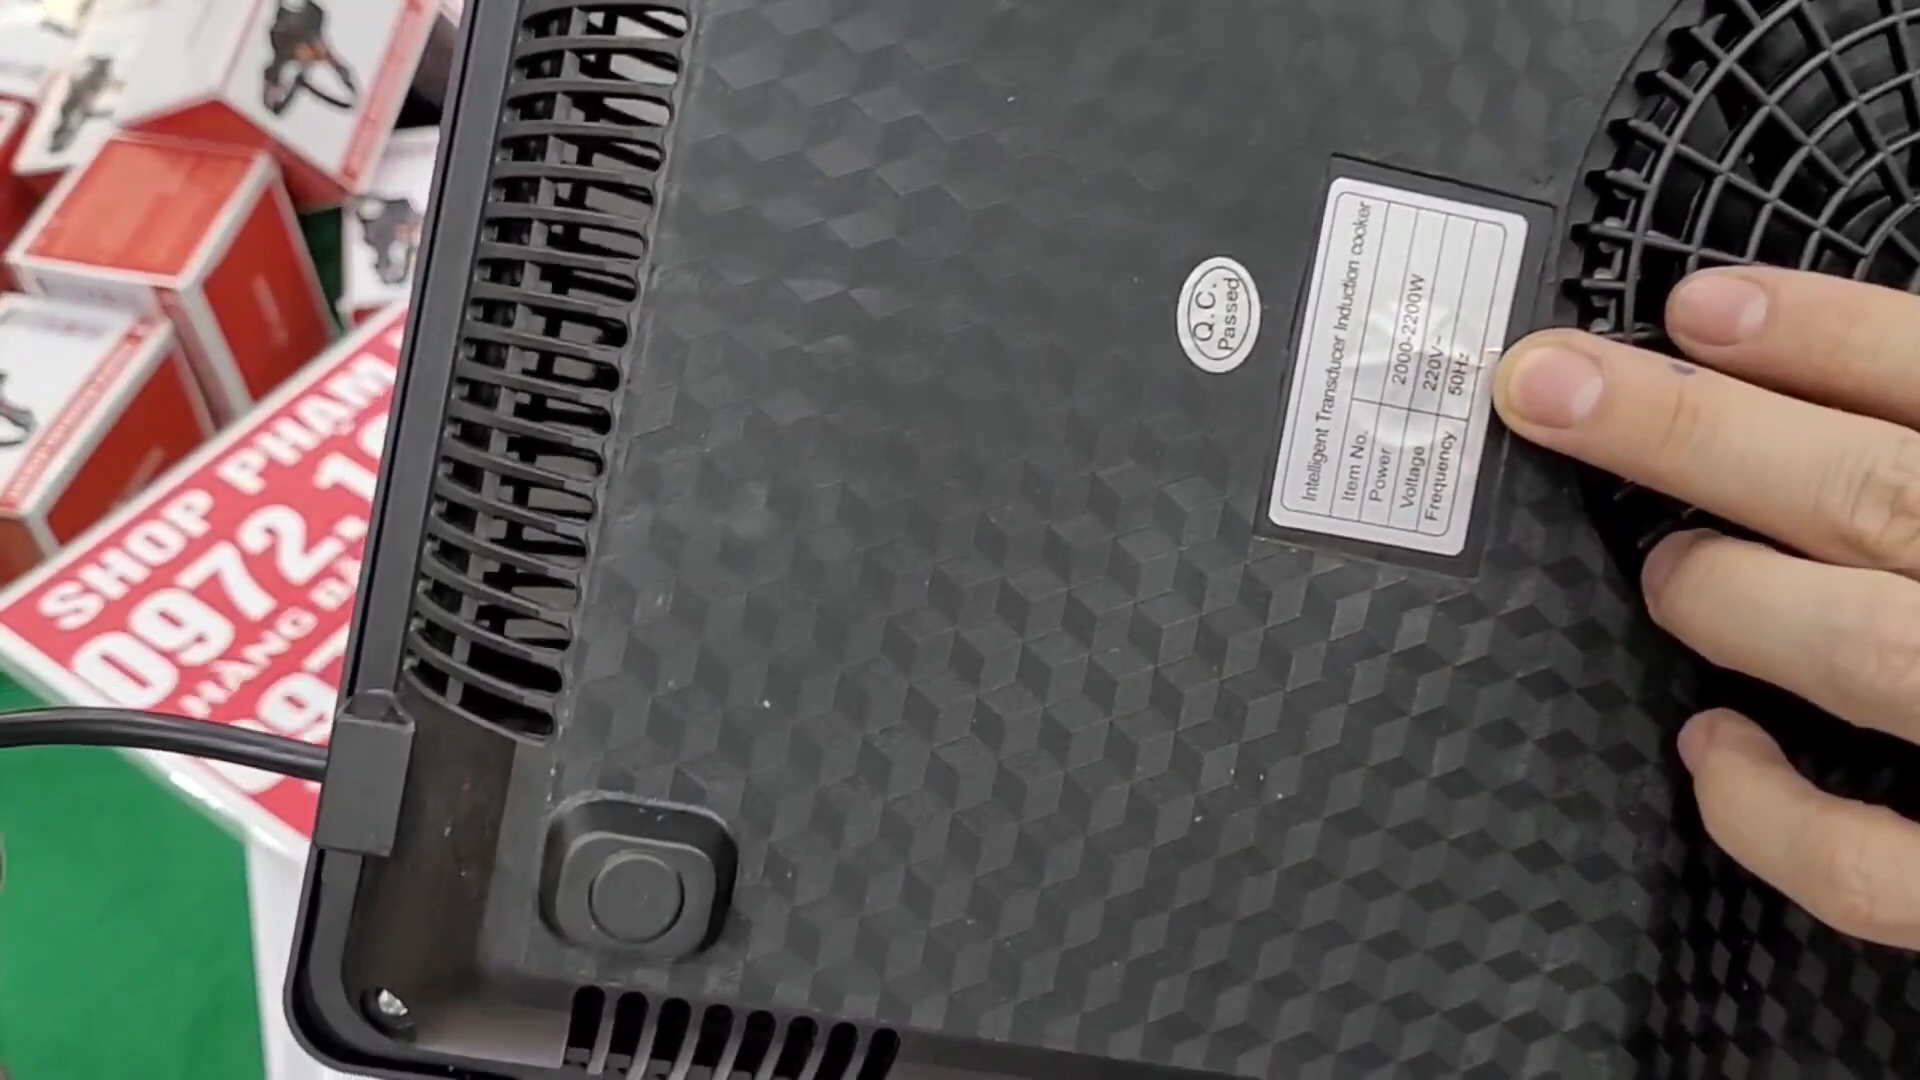 Intelligent Transducer Induction cooker
Item No.
Power 2000-2200W
Voltage 220V~
Frequency 50Hz
Q.C.
Passed
SHOP PHẠM
0972.1
HÀNG